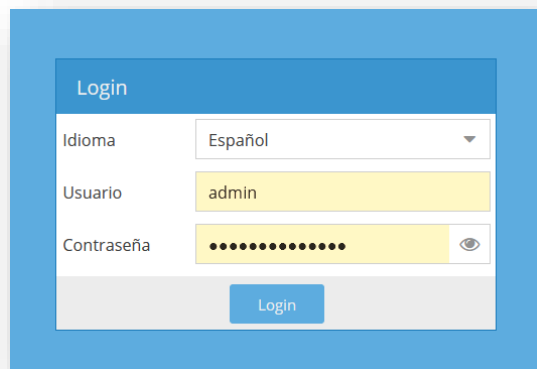 Login
Idioma Español
Usuario admin
Contraseña ••••••••••••••
Login